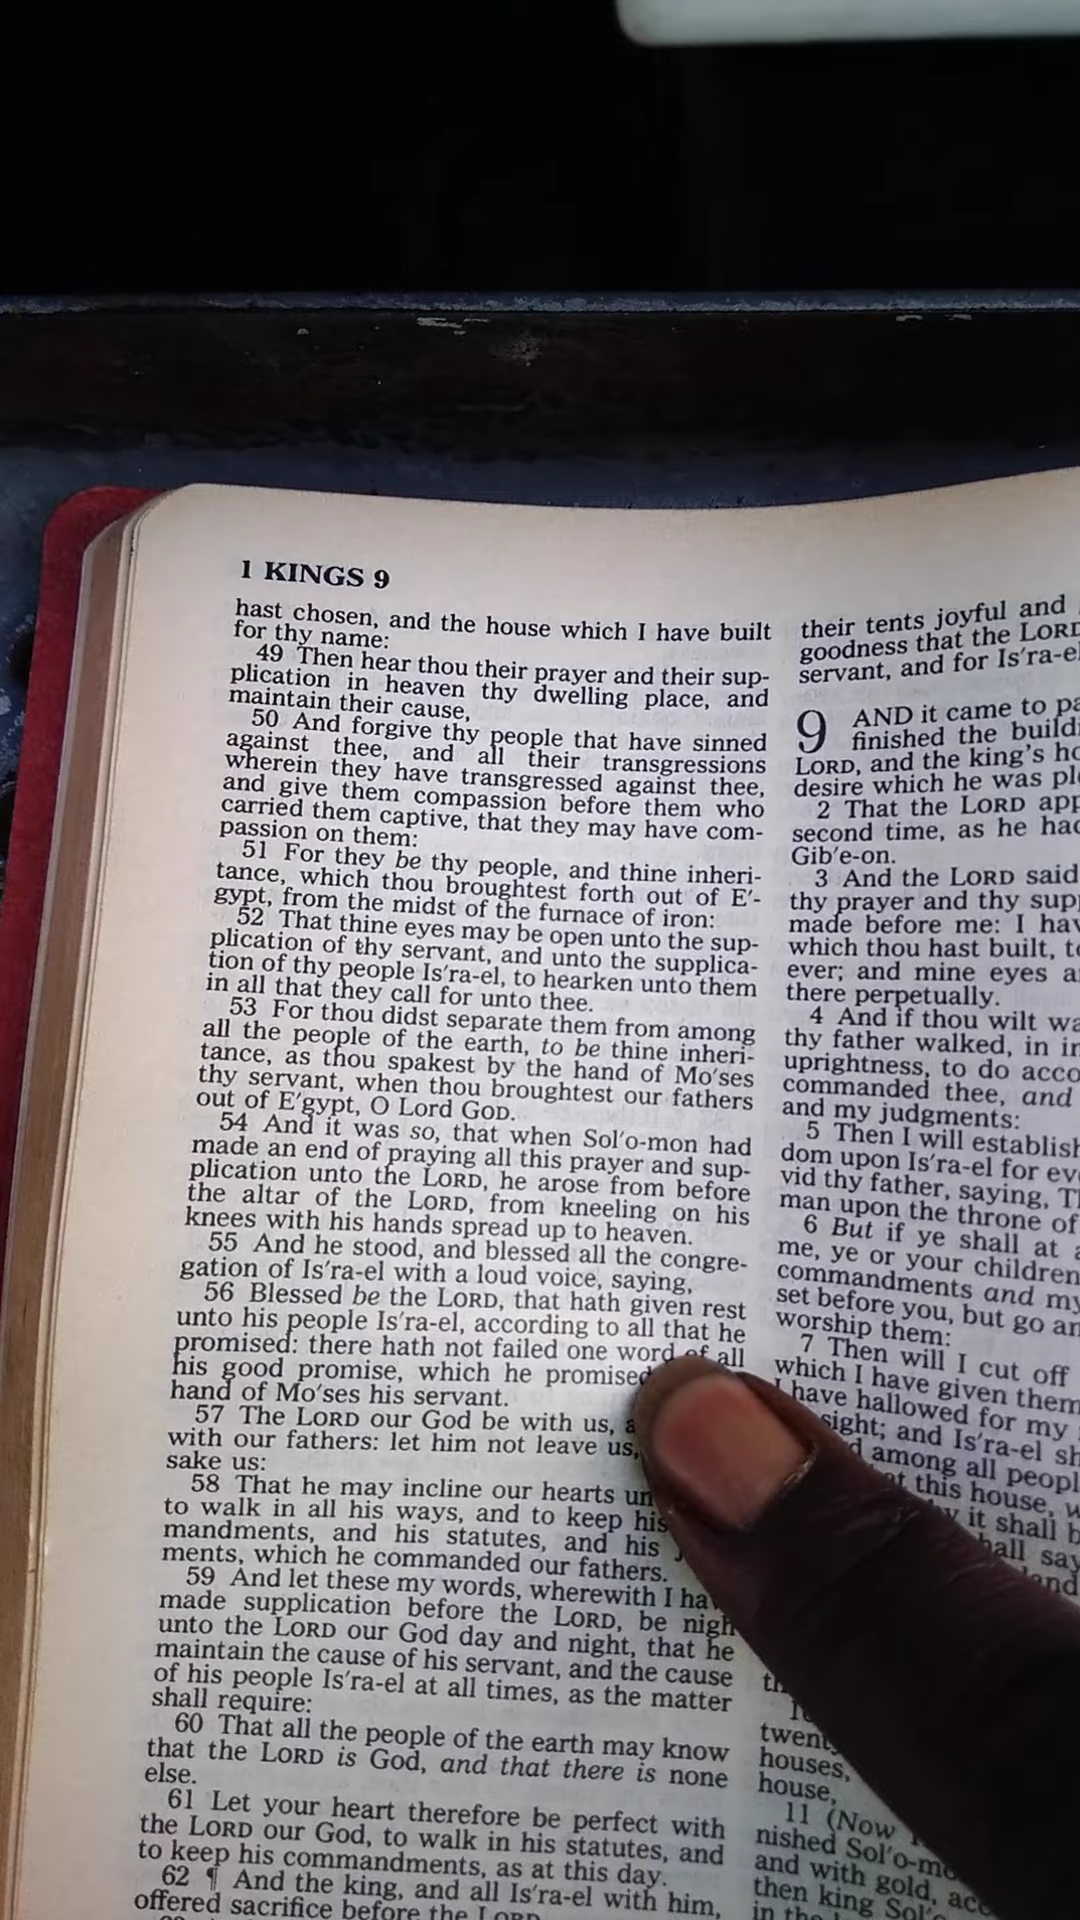 1 KINGS 9
hast chosen, and the house which I have built
for thy name:
49 Then hear thou their prayer and their sup-
plication in heaven thy dwelling place, and
maintain their cause,
50 And forgive thy people that have sinned
against thee, and all their transgressions
wherein they have transgressed against thee,
and give them compassion before them who
carried them captive, that they may have com-
passion on them:
51 For they be thy people, and thine inheri-
tance, which thou broughtest forth out of E'-
gypt, from the midst of the furnace of iron:
52 That thine eyes may be open unto the sup-
plication of thy servant, and unto the supplica-
tion of thy people Is'ra-el, to hearken unto them
in all that they call for unto thee.
53 For thou didst separate them from among
all the people of the earth, to be thine inheri-
tance, as thou spakest by the hand of Mo'ses
thy servant, when thou broughtest our fathers
out of E'gypt, O Lord GOD.
54 And it was so, that when Sol'o-mon had
made an end of praying all this prayer and sup-
plication unto the LORD, he arose from before
the altar of the LORD, from kneeling on his
knees with his hands spread up to heaven.
55 And he stood, and blessed all the congre-
gation of Is'ra-el with a loud voice, saying,
56 Blessed be the LORD, that hath given rest
unto his people Is'ra-el, according to all that he
promised: there hath not failed one word of all
his good promise, which he promised
hand of Mo'ses his servant.
57 The LORD our God be with us,
with our fathers: let him not leave us,
sake us:
58 That he may incline our hearts
to walk in all his ways, and to keep his
mandments, and his statutes, and his
ments, which he commanded our fathers.
59 And let these my words, wherewith I
made supplication before the LORD, be nigh
unto the LORD our God day and night, that he
maintain the cause of his servant, and the cause
of his people Is'ra-el at all times, as the matter
shall require:
60 That all the people of the earth may know
that the LORD is God, and that there is none
else.
61 Let your heart therefore be perfect with
the LORD our God, to walk in his statutes, and
to keep his commandments, as at this day.
62 ¶ And the king, and all Is'ra-el with him,
offered sacrifice before the LORD.
their tents joyful and
goodness that the LORD
servant, and for Is'ra-el
9 AND it came to
finished the
LORD, and the king's
desire which he was
2 That the LORD
second time, as he had
Gib'e-on.
3 And the LORD said
thy prayer and thy
made before me: I
which thou hast built,
ever; and mine eyes
there perpetually.
4 And if thou wilt
thy father walked, in
uprightness, to do
commanded thee, and
and my judgments:
5 Then I will establish
dom upon Is'ra-el for
vid thy father, saying,
man upon the throne of
6 But if ye shall at
me, ye or your children
commandments and my
set before you, but go
worship them:
7 Then will I cut off
which I have given them
I have hallowed for my
sight; and Is'ra-el
among all
this house,
it shall
say
twenty
houses,
house,
11 (Now
nished
and with gold,
then king
in the